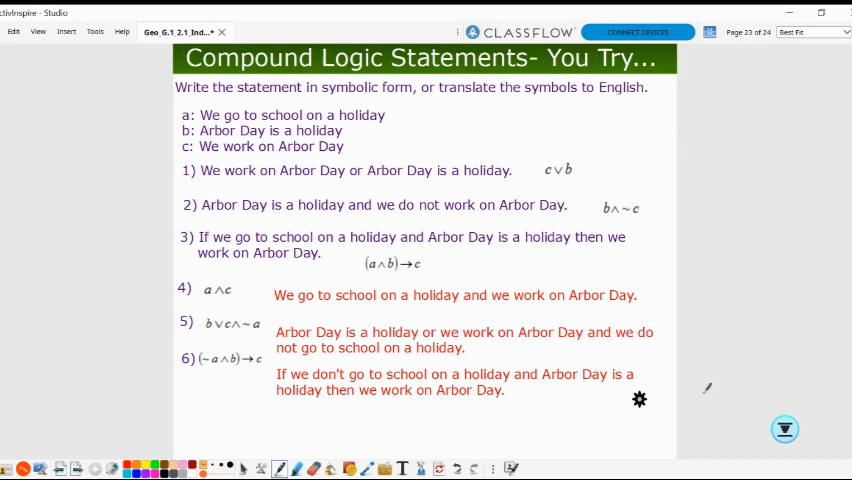 ctivInspire - Studio
Edit View Insert Tools Help Geo_G.1_2.1_Ind...* CLASSFLOW CONNECT DEVICES Page 23 of 24 Best Fit
Compound Logic Statements- You Try...
Write the statement in symbolic form, or translate the symbols to English.
a: We go to school on a holiday
b: Arbor Day is a holiday
c: We work on Arbor Day
1) We work on Arbor Day or Arbor Day is a holiday. c∨b
2) Arbor Day is a holiday and we do not work on Arbor Day. b∧~c
3) If we go to school on a holiday and Arbor Day is a holiday then we
work on Arbor Day.
(a∧b)→c
4) a∧c We go to school on a holiday and we work on Arbor Day.
5) b∨c∧~a
Arbor Day is a holiday or we work on Arbor Day and we do
not go to school on a holiday.
6) (~a∧b)→c
If we don't go to school on a holiday and Arbor Day is a
holiday then we work on Arbor Day.